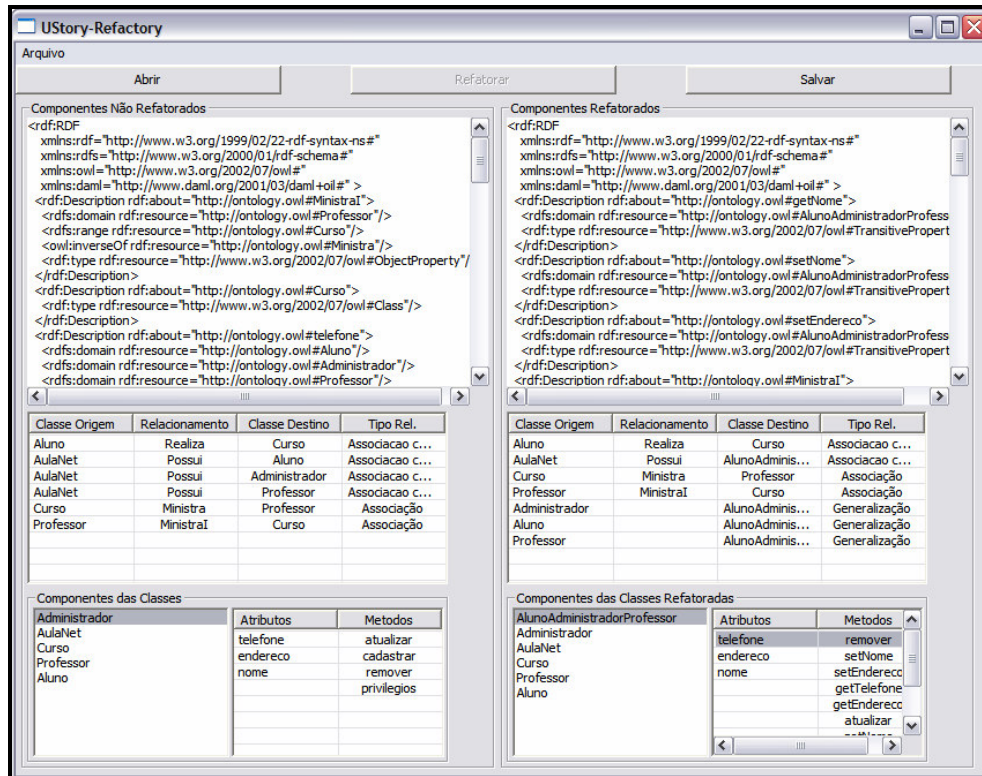 UStory-Refactory
Arquivo
Abrir Refatorar Salvar
Componentes Não Refatorados
<rdf:RDF
xmlns:rdf="http://www.w3.org/1999/02/22-rdf-syntax-ns#"
xmlns:rdfs="http://www.w3.org/2000/01/rdf-schema#"
xmlns:owl="http://www.w3.org/2002/07/owl#"
xmlns:daml="http://www.daml.org/2001/03/daml+oil#" >
<rdf:Description rdf:about="http://ontology.owl#MinistraI">
<rdfs:domain rdf:resource="http://ontology.owl#Professor"/>
<rdfs:range rdf:resource="http://ontology.owl#Curso"/>
<owl:inverseOf rdf:resource="http://ontology.owl#Ministra"/>
<rdf:type rdf:resource="http://www.w3.org/2002/07/owl#ObjectProperty"/
</rdf:Description>
<rdf:Description rdf:about="http://ontology.owl#Curso">
<rdf:type rdf:resource="http://www.w3.org/2002/07/owl#Class"/>
</rdf:Description>
<rdf:Description rdf:about="http://ontology.owl#telefone">
<rdfs:domain rdf:resource="http://ontology.owl#Aluno"/>
<rdfs:domain rdf:resource="http://ontology.owl#Administrador"/>
<rdfs:domain rdf:resource="http://ontology.owl#Professor"/>
Classe Origem Relacionamento Classe Destino Tipo Rel.
Aluno Realiza Curso Associacao c...
AulaNet Possui Aluno Associacao c...
AulaNet Possui Administrador Associacao c...
AulaNet Possui Professor Associacao c...
Curso Ministra Professor Associação
Professor MinistraI Curso Associação
Componentes das Classes
Administrador
AulaNet
Curso
Professor
Aluno
Atributos Metodos
telefone atualizar
endereco cadastrar
nome remover
privilegios
Componentes Refatorados
<rdf:RDF
xmlns:rdf="http://www.w3.org/1999/02/22-rdf-syntax-ns#"
xmlns:rdfs="http://www.w3.org/2000/01/rdf-schema#"
xmlns:owl="http://www.w3.org/2002/07/owl#"
xmlns:daml="http://www.daml.org/2001/03/daml+oil#" >
<rdf:Description rdf:about="http://ontology.owl#getNome">
<rdfs:domain rdf:resource="http://ontology.owl#AlunoAdministradorProfess
<rdf:type rdf:resource="http://www.w3.org/2002/07/owl#TransitivePropert
</rdf:Description>
<rdf:Description rdf:about="http://ontology.owl#setNome">
<rdfs:domain rdf:resource="http://ontology.owl#AlunoAdministradorProfess
<rdf:type rdf:resource="http://www.w3.org/2002/07/owl#TransitivePropert
</rdf:Description>
<rdf:Description rdf:about="http://ontology.owl#setEndereco">
<rdfs:domain rdf:resource="http://ontology.owl#AlunoAdministradorProfess
<rdf:type rdf:resource="http://www.w3.org/2002/07/owl#TransitivePropert
</rdf:Description>
<rdf:Description rdf:about="http://ontology.owl#MinistraI">
Classe Origem Relacionamento Classe Destino Tipo Rel.
Aluno Realiza Curso Associacao c...
AulaNet Possui AlunoAdminis... Associacao c...
Curso Ministra Professor Associação
Professor MinistraI Curso Associação
Administrador AlunoAdminis... Generalização
Aluno AlunoAdminis... Generalização
Professor AlunoAdminis... Generalização
Componentes das Classes Refatoradas
AlunoAdministradorProfessor
Administrador
AulaNet
Curso
Professor
Aluno
Atributos Metodos
telefone remover
endereco setNome
nome setEndereco
getTelefone
getEndereco
atualizar